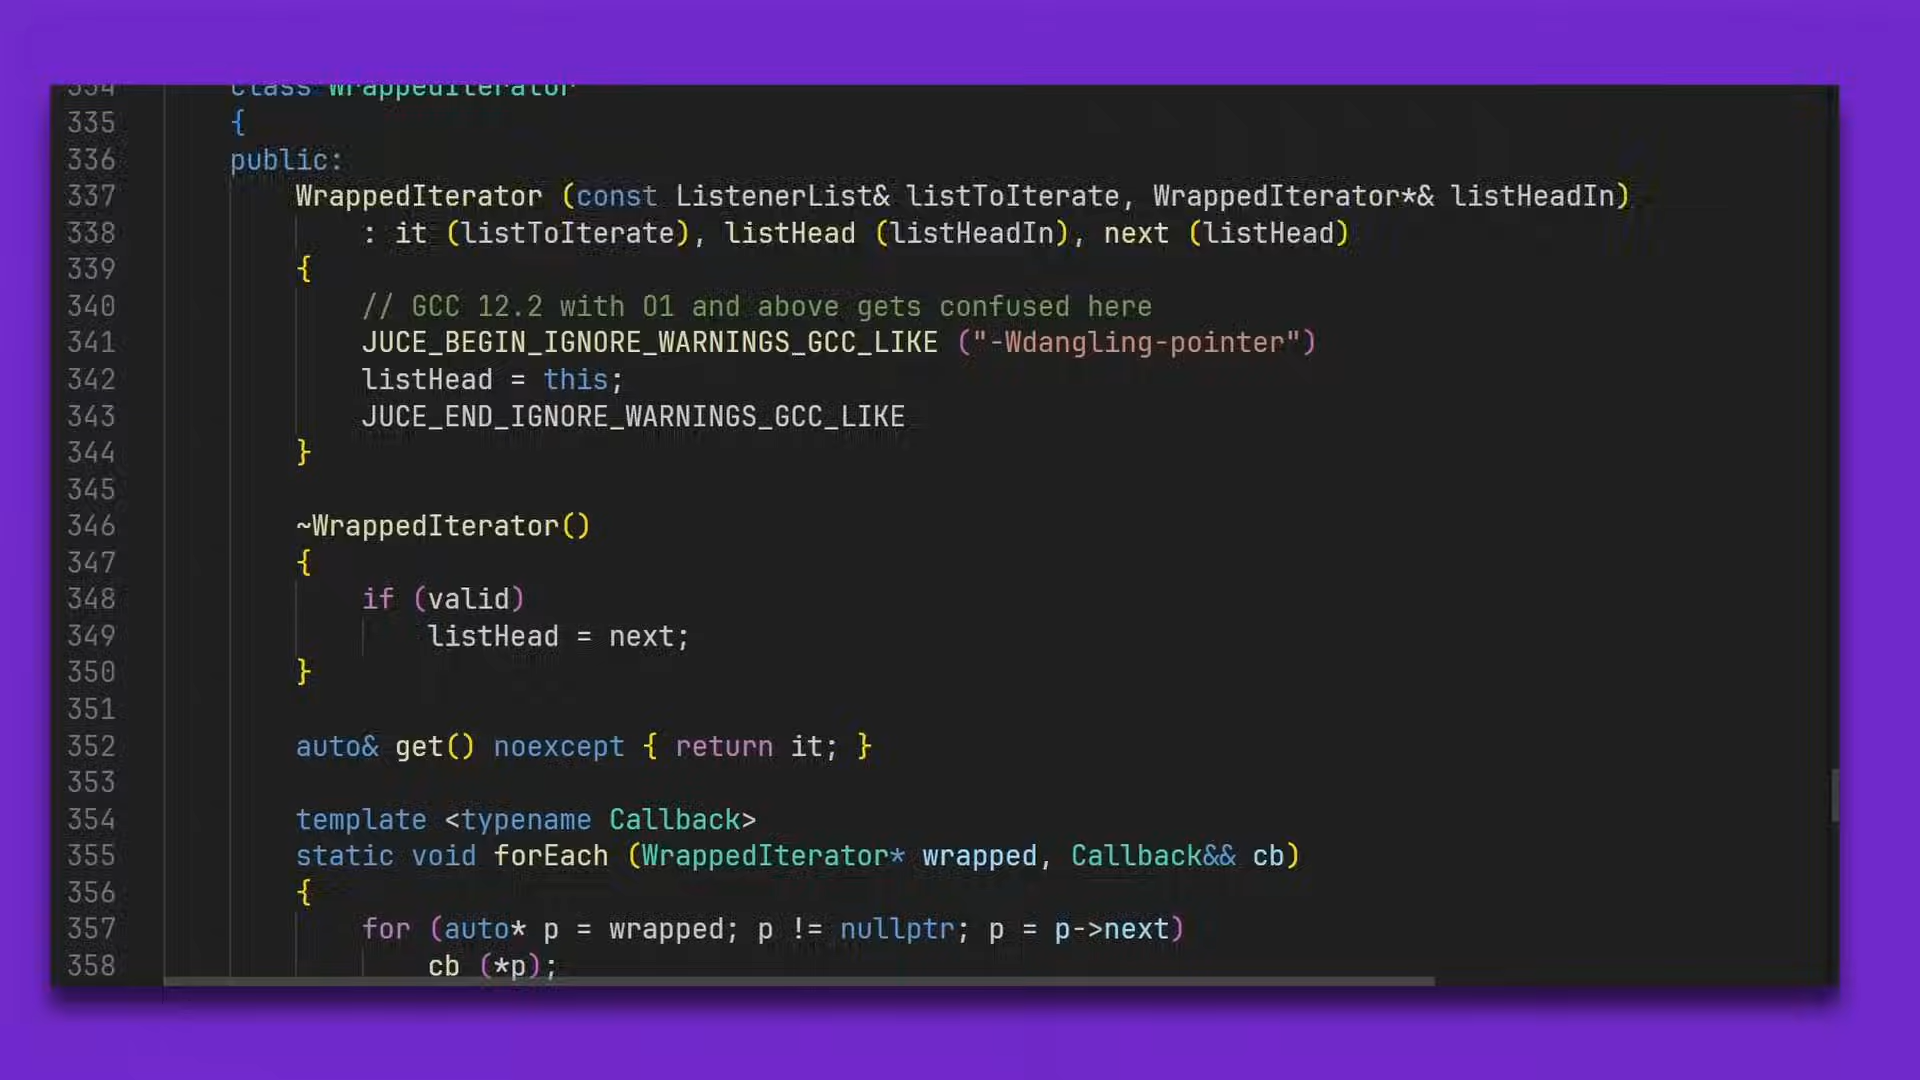 334 class WrappedIterator
335 {
336 public:
337 WrappedIterator (const ListenerList& listToIterate, WrappedIterator*& listHeadIn)
338 : it (listToIterate), listHead (listHeadIn), next (listHead)
339 {
340 // GCC 12.2 with O1 and above gets confused here
341 JUCE_BEGIN_IGNORE_WARNINGS_GCC_LIKE ("-Wdangling-pointer")
342 listHead = this;
343 JUCE_END_IGNORE_WARNINGS_GCC_LIKE
344 }
345
346 ~WrappedIterator()
347 {
348 if (valid)
349 listHead = next;
350 }
351
352 auto& get() noexcept { return it; }
353
354 template <typename Callback>
355 static void forEach (WrappedIterator* wrapped, Callback&& cb)
356 {
357 for (auto* p = wrapped; p != nullptr; p = p->next)
358 cb (*p);